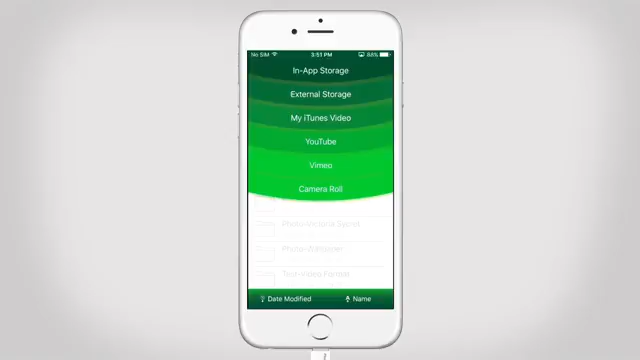 No SIM 3:51 PM 88%
In-App Storage
External Storage
My iTunes Video
YouTube
Vimeo
Camera Roll
Date Modified Name